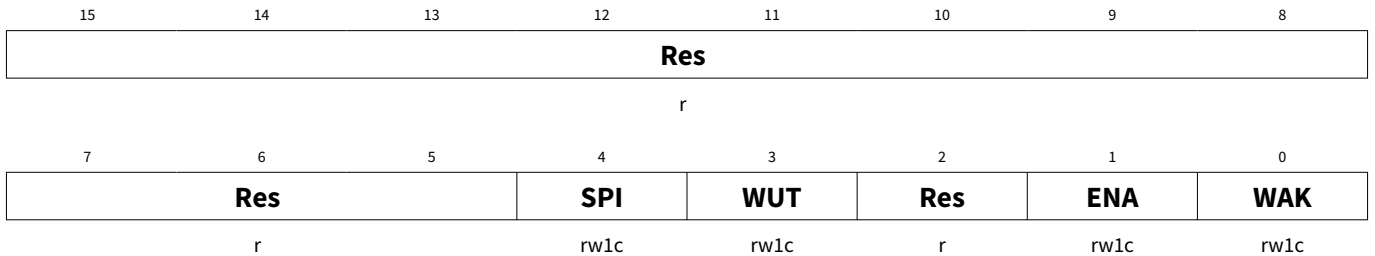 15 14 13 12 11 10 9 8
Res
r
7 6 5 4 3 2 1 0
Res SPI WUT Res ENA WAK
r rw1c rw1c r rw1c rw1c